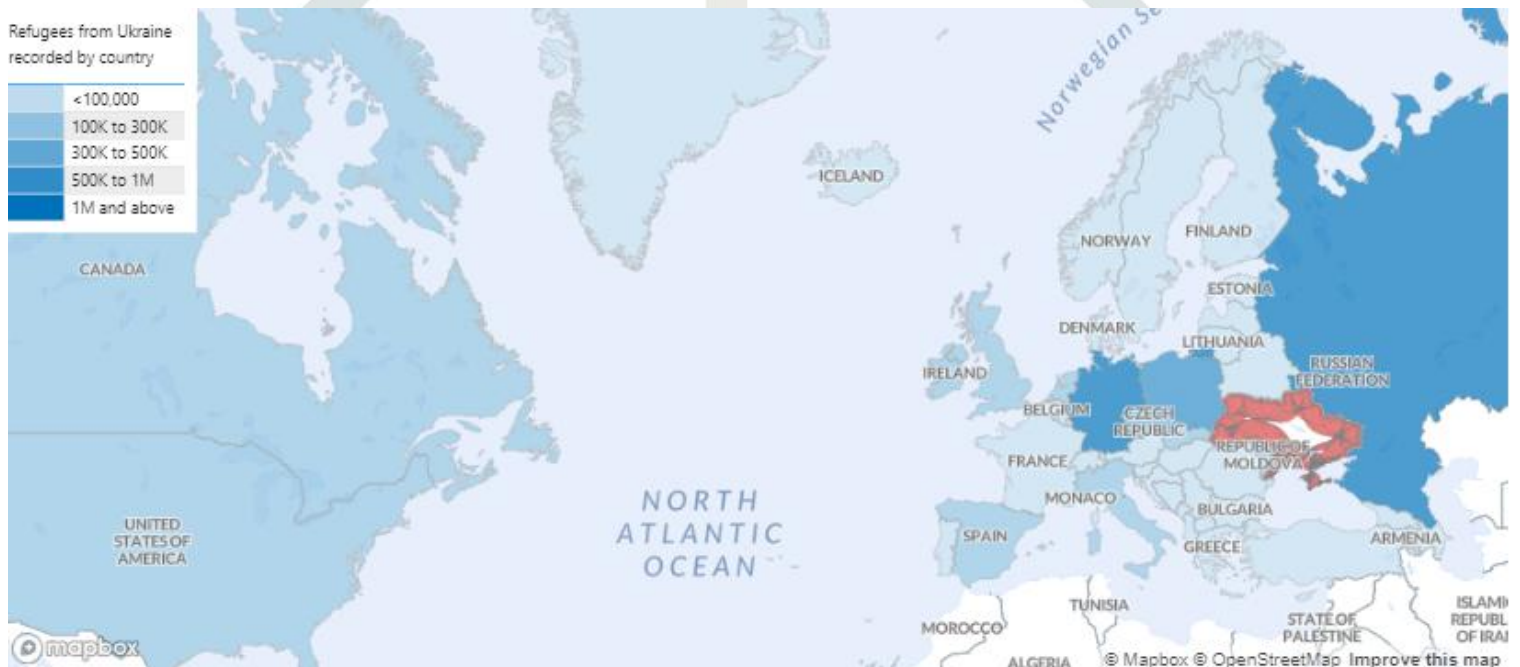 Refugees from Ukraine
recorded by country
<100,000
100K to 300K
300K to 500K
500K to 1M
1M and above
Norwegian Se
ICELAND
NORWAY
FINLAND
CANADA
ESTONIA
DENMARK
LITHUANIA
RUSSIAN
FEDERATION
IRELAND
BELGIUM
CZECH
REPUBLIC
REPUBLIC OF
MOLDOVA
FRANCE
MONACO
NORTH
ATLANTIC
OCEAN
BULGARIA
UNITED
STATES OF
AMERICA
SPAIN
GREECE
ARMENIA
TUNISIA
MOROCCO
STATE OF
PALESTINE
ISLAMI
REPUBL
OF IRAN
ALGERIA
mapbox
© Mapbox © OpenStreetMap Improve this map